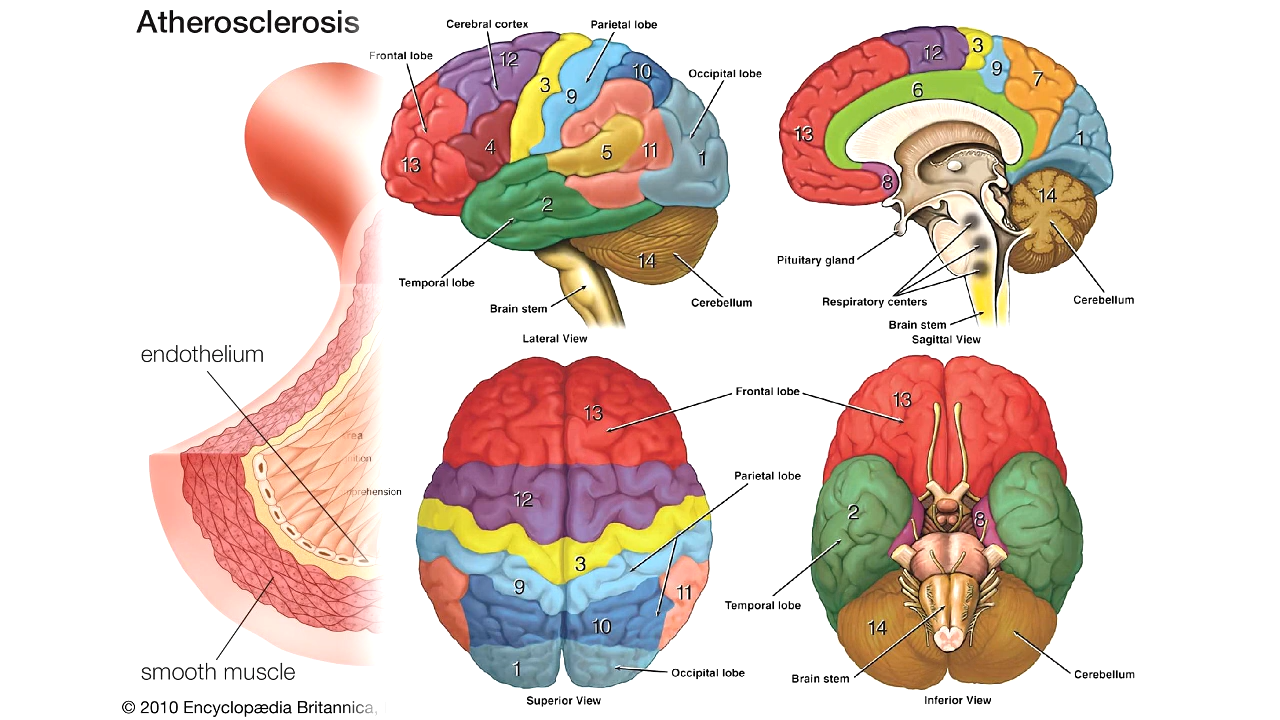 Atherosclerosis
endothelium
smooth muscle
© 2010 Encyclopædia Britannica,
prehension
Cerebral cortex
Parietal lobe
Frontal lobe
Occipital lobe
12
3
10
9
4
5
11
1
13
2
14
Temporal lobe
Brain stem
Cerebellum
Lateral View
12
3
9
7
6
13
1
8
14
Pituitary gland
Respiratory centers
Cerebellum
Brain stem
Sagittal View
13
Frontal lobe
12
Parietal lobe
3
9
11
10
1
Occipital lobe
Superior View
13
2
8
Temporal lobe
14
Brain stem
Cerebellum
Inferior View